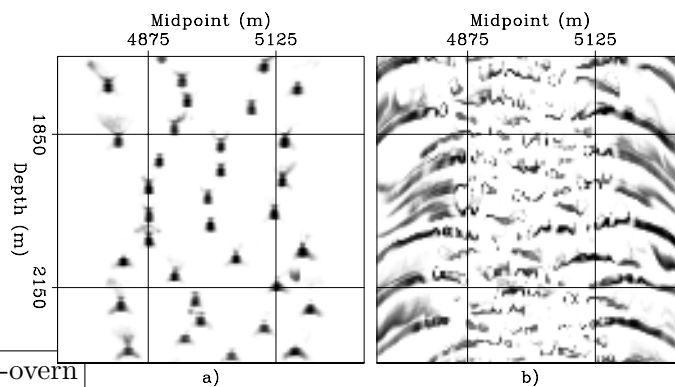 Midpoint (m)
4875 5125
Midpoint (m)
4875 5125
Depth (m)
1850
2150
-overn
a)
b)